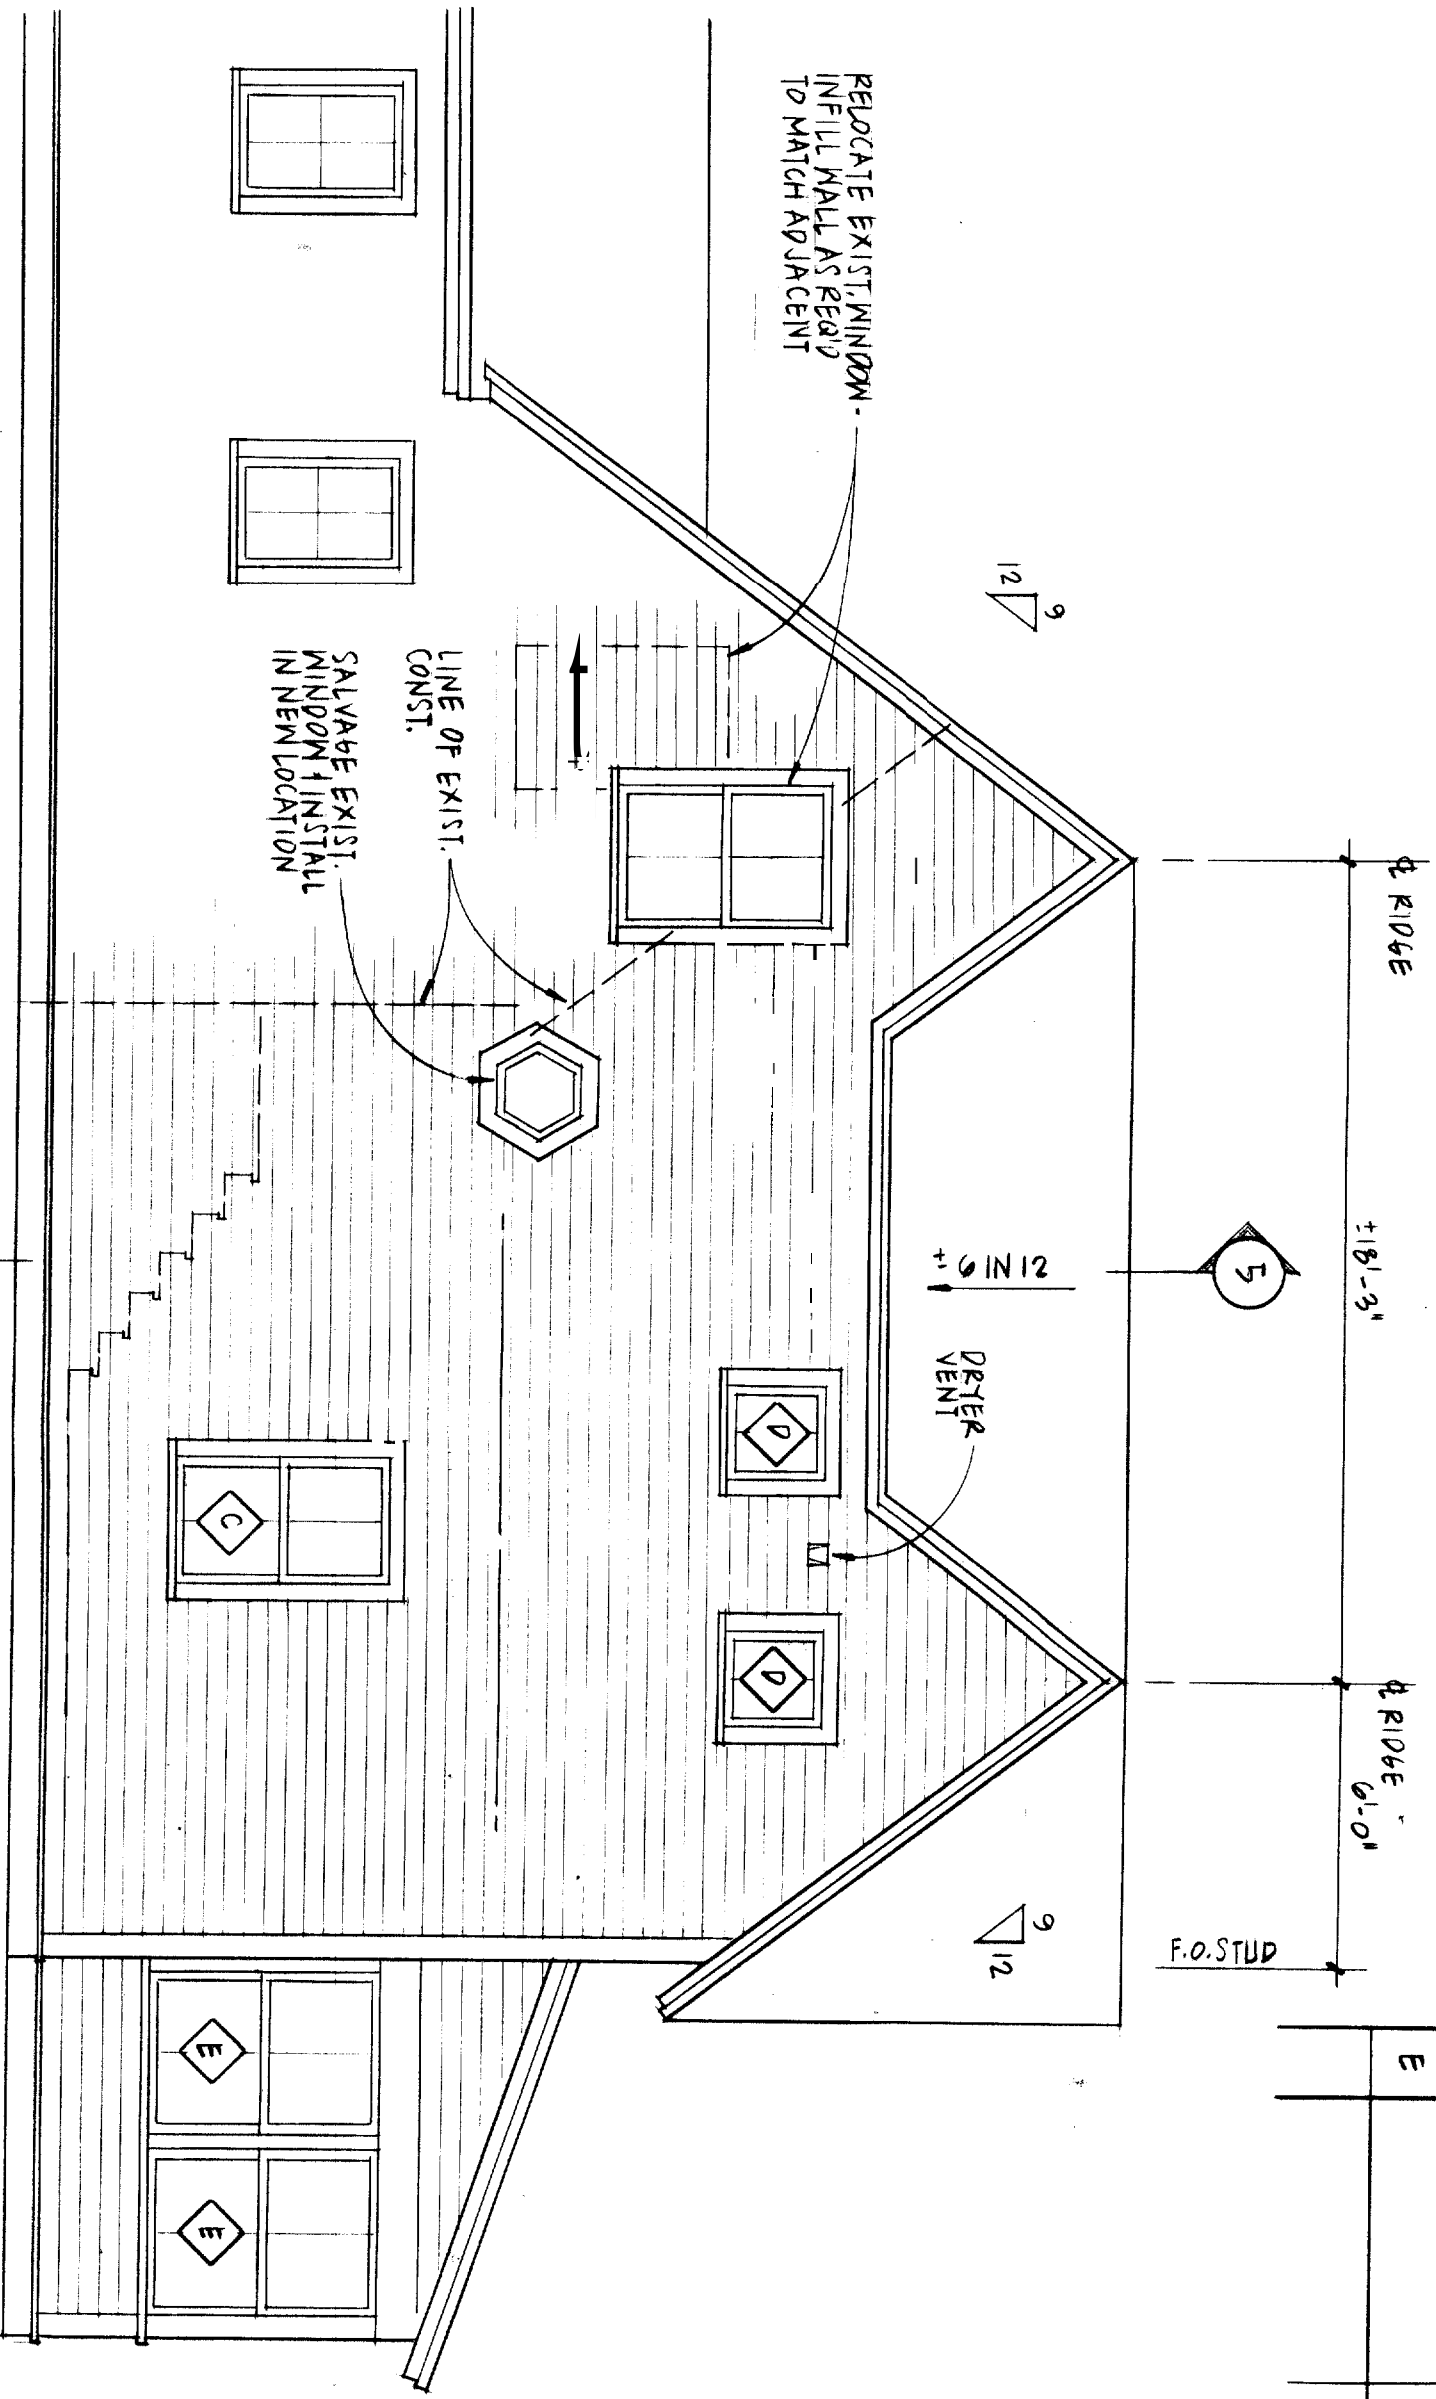 ℄ RIDGE
±18'-3"
℄ RIDGE
6'-0"
F.O. STUD
E
5
12
9
9
12
± 6 IN 12
DRYER
VENT
RELOCATE EXIST. WINDOW -
INFILL WALL AS REQ'D
TO MATCH ADJACENT
D
D
LINE OF EXIST.
CONST.
SALVAGE EXIST.
WINDOW & INSTALL
IN NEW LOCATION
C
E
E